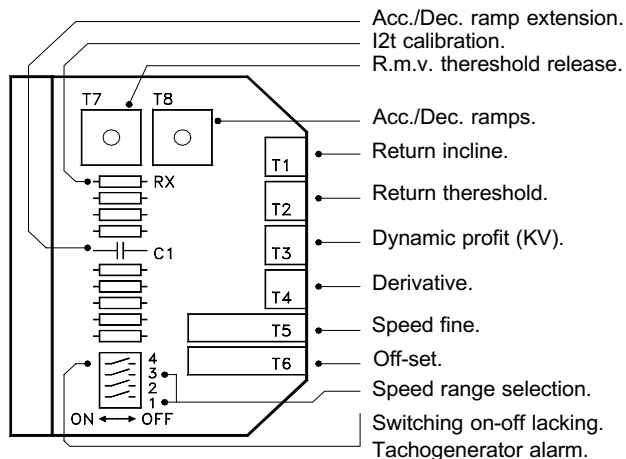 Acc./Dec. ramp extension.
I2t calibration.
R.m.v. thereshold release.
T7 T8
Acc./Dec. ramps.
T1
Return incline.
RX
T2
Return thereshold.
T3
Dynamic profit (KV).
C1
T4
Derivative.
T5
Speed fine.
T6
Off-set.
4
3
2
1
Speed range selection.
ON OFF
Switching on-off lacking.
Tachogenerator alarm.